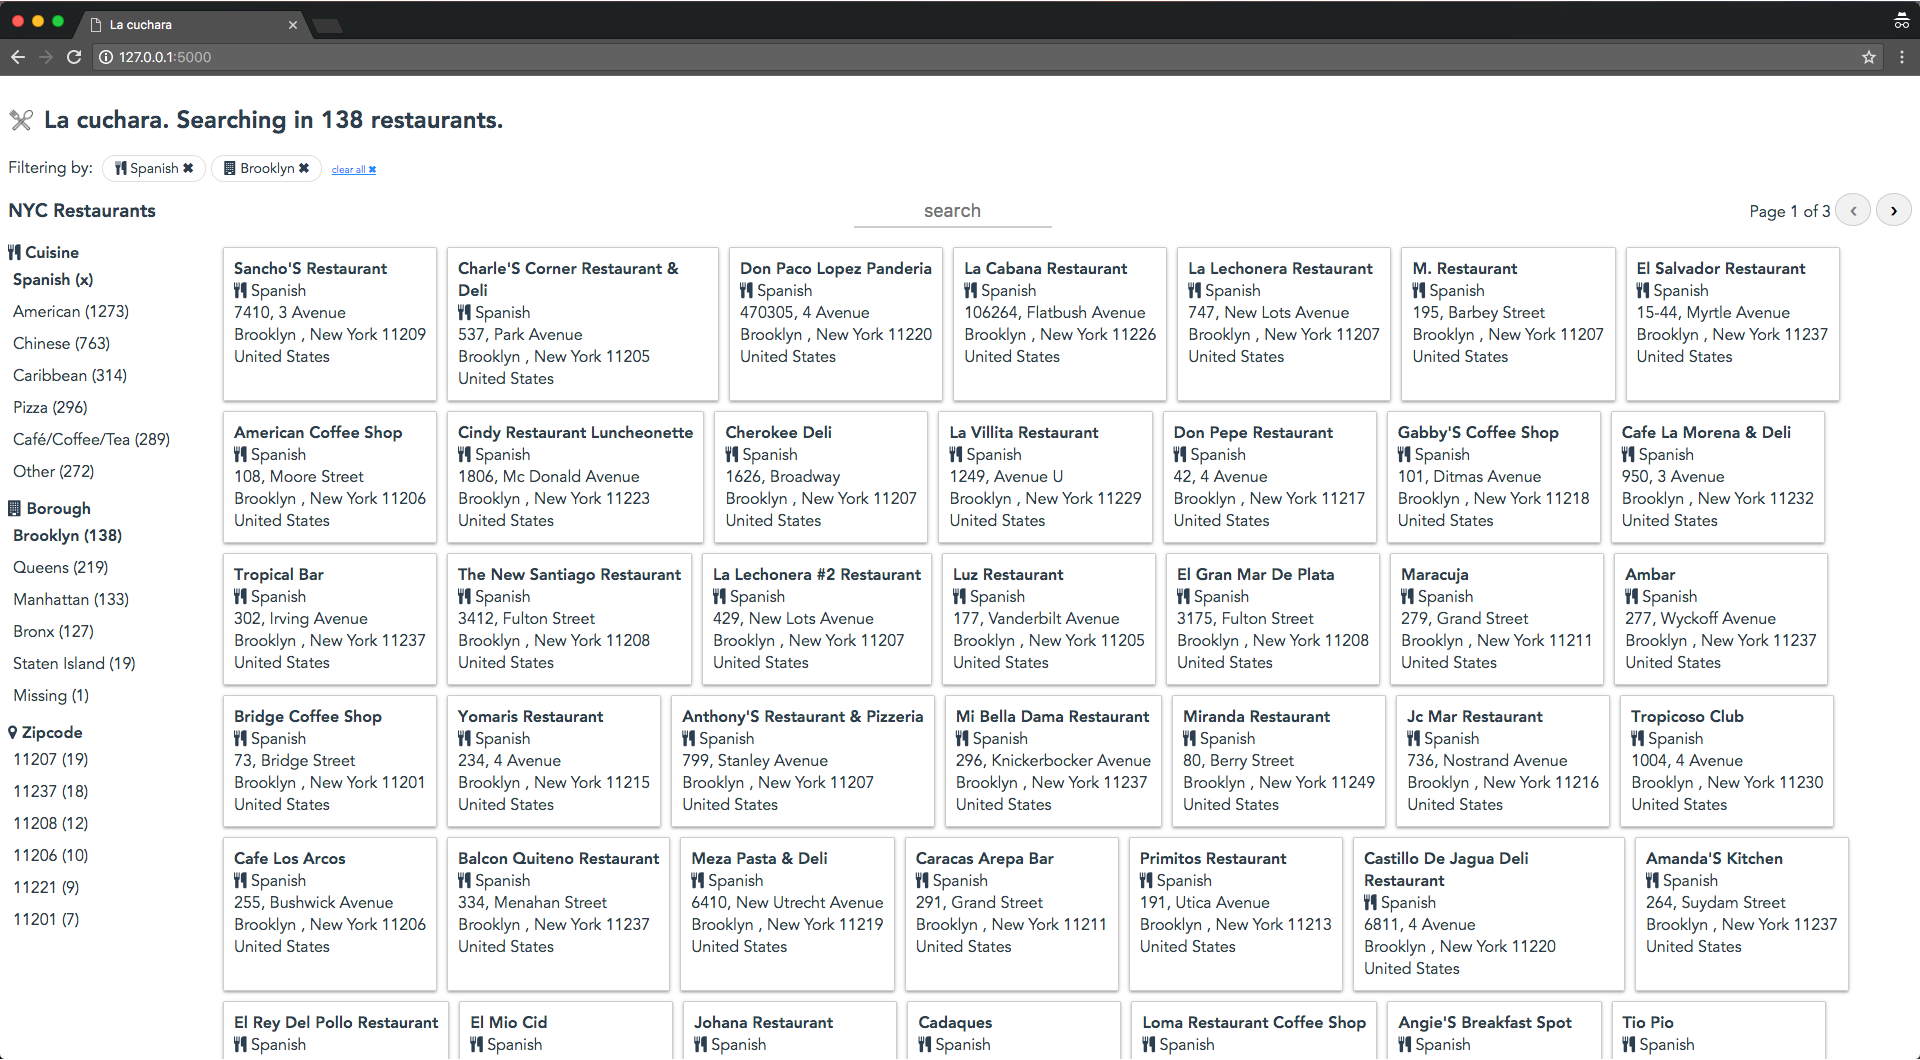 La cuchara
127.0.0.1:5000
La cuchara. Searching in 138 restaurants.
Filtering by: Spanish ✖ Brooklyn ✖ clear all ✖
NYC Restaurants
search
Page 1 of 3 ‹ ›
Cuisine
Spanish (x)
American (1273)
Chinese (763)
Caribbean (314)
Pizza (296)
Café/Coffee/Tea (289)
Other (272)
Borough
Brooklyn (138)
Queens (219)
Manhattan (133)
Bronx (127)
Staten Island (19)
Missing (1)
Zipcode
11207 (19)
11237 (18)
11208 (12)
11206 (10)
11221 (9)
11201 (7)
Sancho'S Restaurant
Spanish
7410, 3 Avenue
Brooklyn , New York 11209
United States
Charle'S Corner Restaurant &
Deli
Spanish
537, Park Avenue
Brooklyn , New York 11205
United States
Don Paco Lopez Panderia
Spanish
470305, 4 Avenue
Brooklyn , New York 11220
United States
La Cabana Restaurant
Spanish
106264, Flatbush Avenue
Brooklyn , New York 11226
United States
La Lechonera Restaurant
Spanish
747, New Lots Avenue
Brooklyn , New York 11207
United States
M. Restaurant
Spanish
195, Barbey Street
Brooklyn , New York 11207
United States
El Salvador Restaurant
Spanish
15-44, Myrtle Avenue
Brooklyn , New York 11237
United States
American Coffee Shop
Spanish
108, Moore Street
Brooklyn , New York 11206
United States
Cindy Restaurant Luncheonette
Spanish
1806, Mc Donald Avenue
Brooklyn , New York 11223
United States
Cherokee Deli
Spanish
1626, Broadway
Brooklyn , New York 11207
United States
La Villita Restaurant
Spanish
1249, Avenue U
Brooklyn , New York 11229
United States
Don Pepe Restaurant
Spanish
42, 4 Avenue
Brooklyn , New York 11217
United States
Gabby'S Coffee Shop
Spanish
101, Ditmas Avenue
Brooklyn , New York 11218
United States
Cafe La Morena & Deli
Spanish
950, 3 Avenue
Brooklyn , New York 11232
United States
Tropical Bar
Spanish
302, Irving Avenue
Brooklyn , New York 11237
United States
The New Santiago Restaurant
Spanish
3412, Fulton Street
Brooklyn , New York 11208
United States
La Lechonera #2 Restaurant
Spanish
429, New Lots Avenue
Brooklyn , New York 11207
United States
Luz Restaurant
Spanish
177, Vanderbilt Avenue
Brooklyn , New York 11205
United States
El Gran Mar De Plata
Spanish
3175, Fulton Street
Brooklyn , New York 11208
United States
Maracuja
Spanish
279, Grand Street
Brooklyn , New York 11211
United States
Ambar
Spanish
277, Wyckoff Avenue
Brooklyn , New York 11237
United States
Bridge Coffee Shop
Spanish
73, Bridge Street
Brooklyn , New York 11201
United States
Yomaris Restaurant
Spanish
234, 4 Avenue
Brooklyn , New York 11215
United States
Anthony'S Restaurant & Pizzeria
Spanish
799, Stanley Avenue
Brooklyn , New York 11207
United States
Mi Bella Dama Restaurant
Spanish
296, Knickerbocker Avenue
Brooklyn , New York 11237
United States
Miranda Restaurant
Spanish
80, Berry Street
Brooklyn , New York 11249
United States
Jc Mar Restaurant
Spanish
736, Nostrand Avenue
Brooklyn , New York 11216
United States
Tropicoso Club
Spanish
1004, 4 Avenue
Brooklyn , New York 11230
United States
Cafe Los Arcos
Spanish
255, Bushwick Avenue
Brooklyn , New York 11206
United States
Balcon Quiteno Restaurant
Spanish
334, Menahan Street
Brooklyn , New York 11237
United States
Meza Pasta & Deli
Spanish
6410, New Utrecht Avenue
Brooklyn , New York 11219
United States
Caracas Arepa Bar
Spanish
291, Grand Street
Brooklyn , New York 11211
United States
Primitos Restaurant
Spanish
191, Utica Avenue
Brooklyn , New York 11213
United States
Castillo De Jagua Deli
Restaurant
Spanish
6811, 4 Avenue
Brooklyn , New York 11220
United States
Amanda'S Kitchen
Spanish
264, Suydam Street
Brooklyn , New York 11237
United States
El Rey Del Pollo Restaurant
Spanish
El Mio Cid
Spanish
Johana Restaurant
Spanish
Cadaques
Spanish
Loma Restaurant Coffee Shop
Spanish
Angie'S Breakfast Spot
Spanish
Tio Pio
Spanish